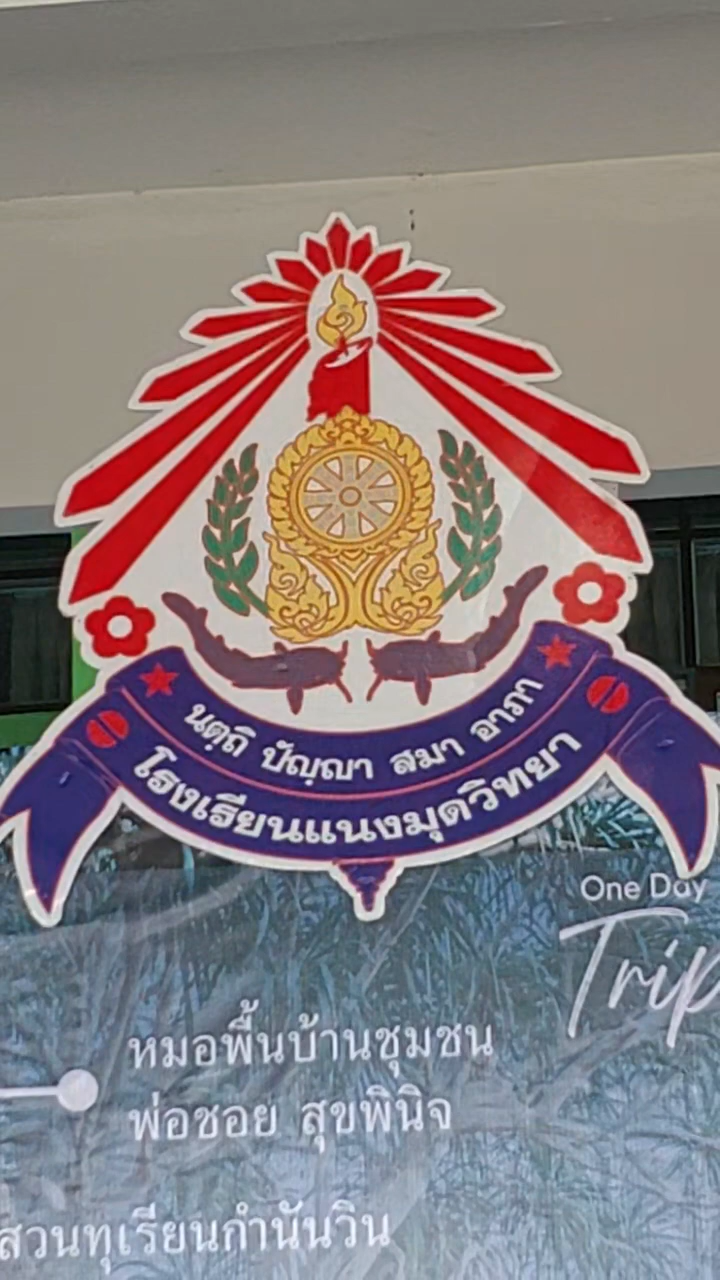 นตฺถิ ปัญฺญา สมา อาภา
โรงเรียนแนงมุดวิทยา
One Day
Trip
หมอพื้นบ้านชุมชน
พ่อชอย สุขพินิจ
สวนทุเรียนกำนันวิน